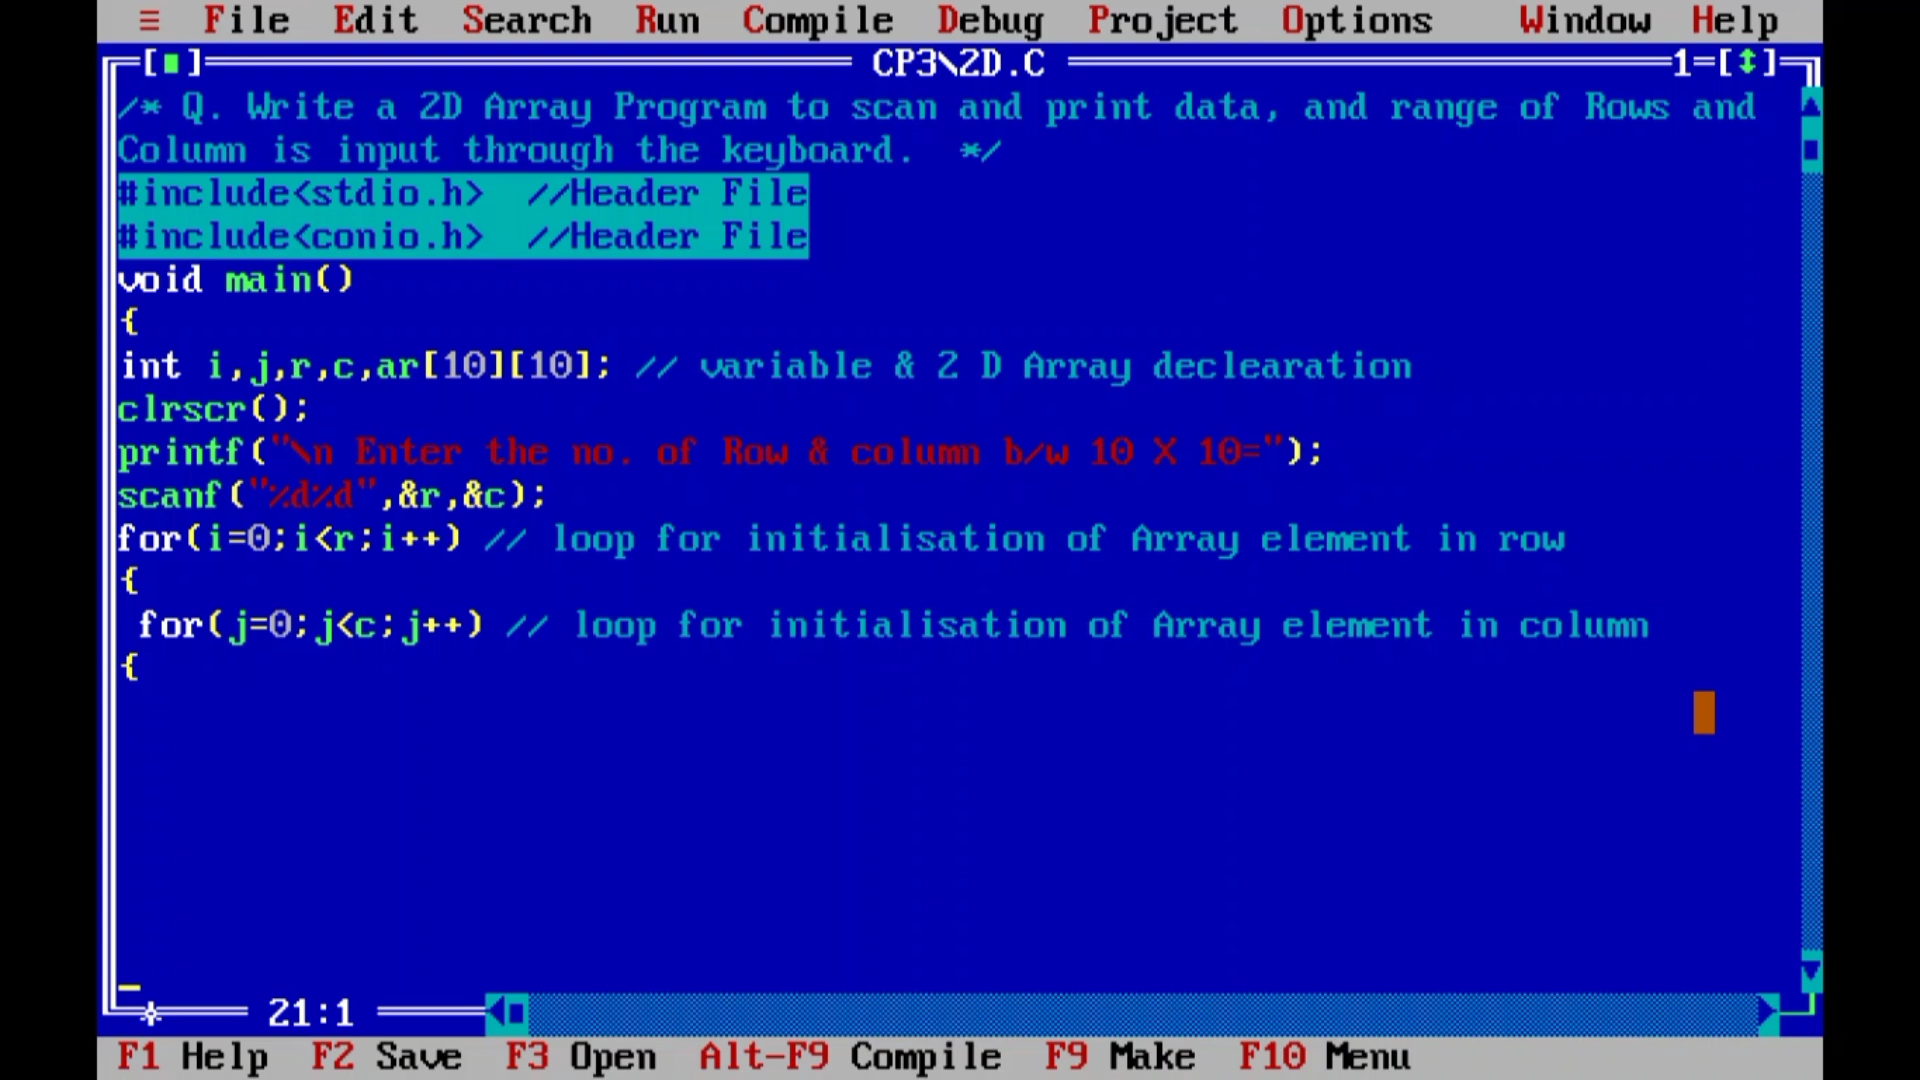 ≡ File Edit Search Run Compile Debug Project Options Window Help
[■] CP3\2D.C 1=[↕]
/* Q. Write a 2D Array Program to scan and print data, and range of Rows and
Column is input through the keyboard. */
#include<stdio.h> //Header File
#include<conio.h> //Header File
void main()
{
int i,j,r,c,ar[10][10]; // variable & 2 D Array declearation
clrscr();
printf("\n Enter the no. of Row & column b/w 10 X 10=");
scanf("%d%d",&r,&c);
for(i=0;i<r;i++) // loop for initialisation of Array element in row
{
for(j=0;j<c;j++) // loop for initialisation of Array element in column
{
21:1
F1 Help F2 Save F3 Open Alt-F9 Compile F9 Make F10 Menu